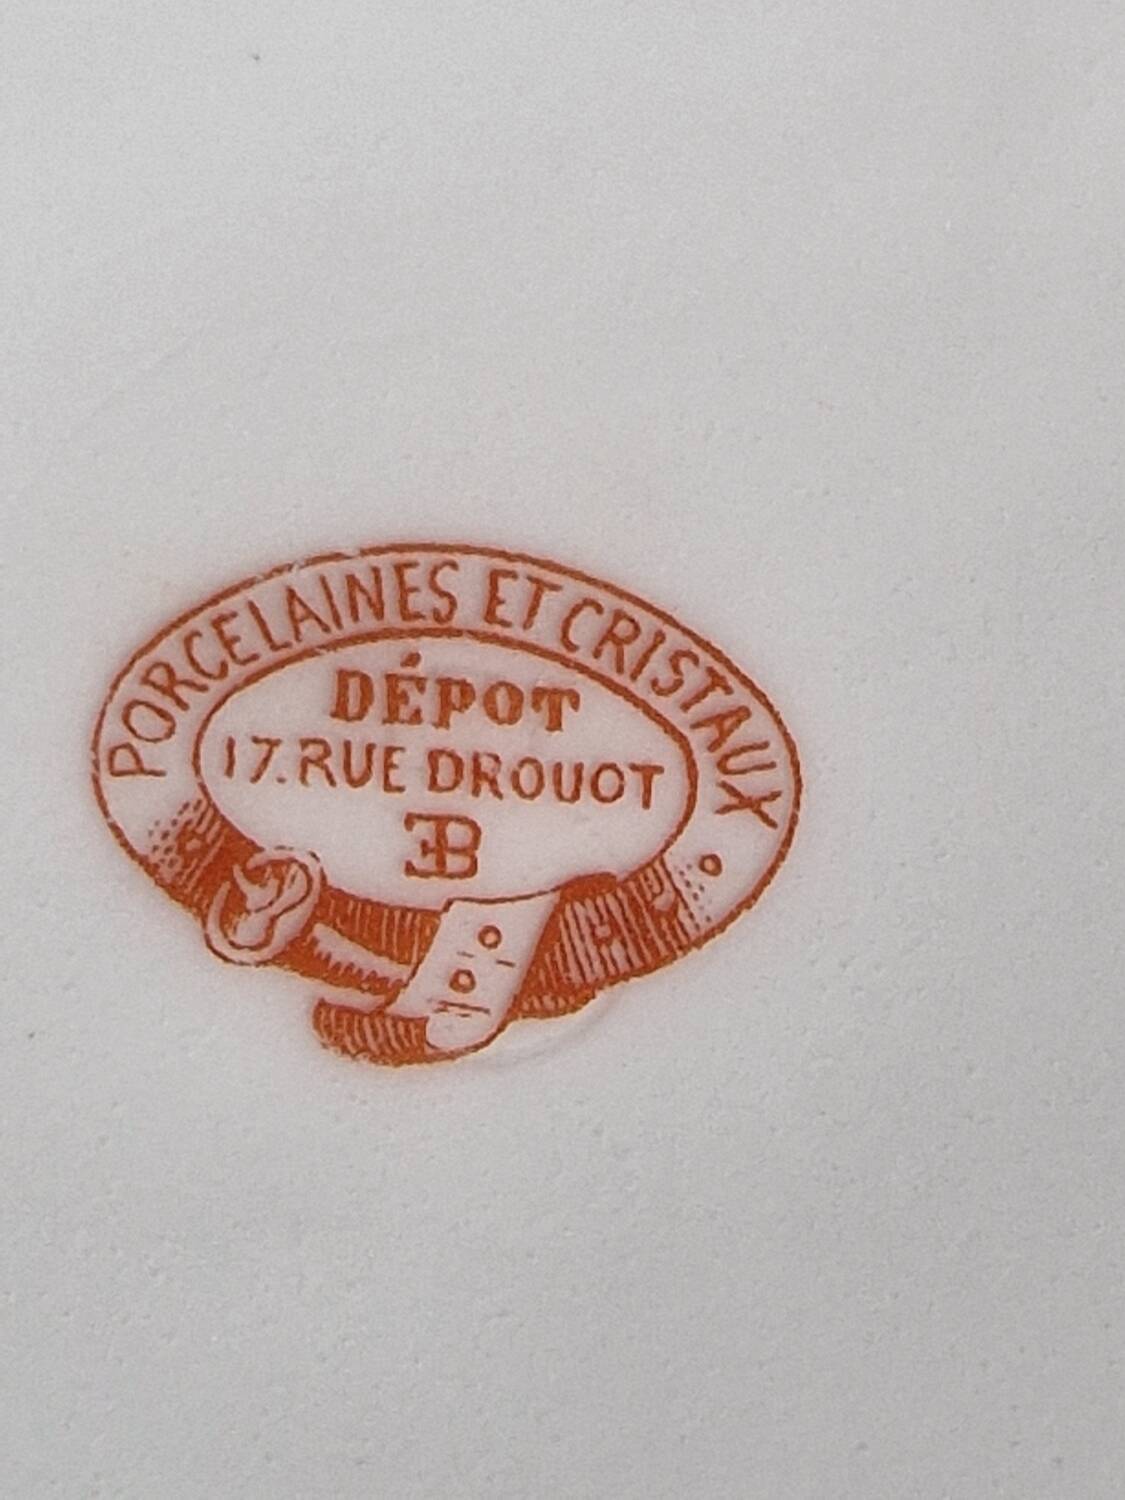 PORCELAINES ET CRISTAUX
DÉPOT
17. RUE DROUOT
EB